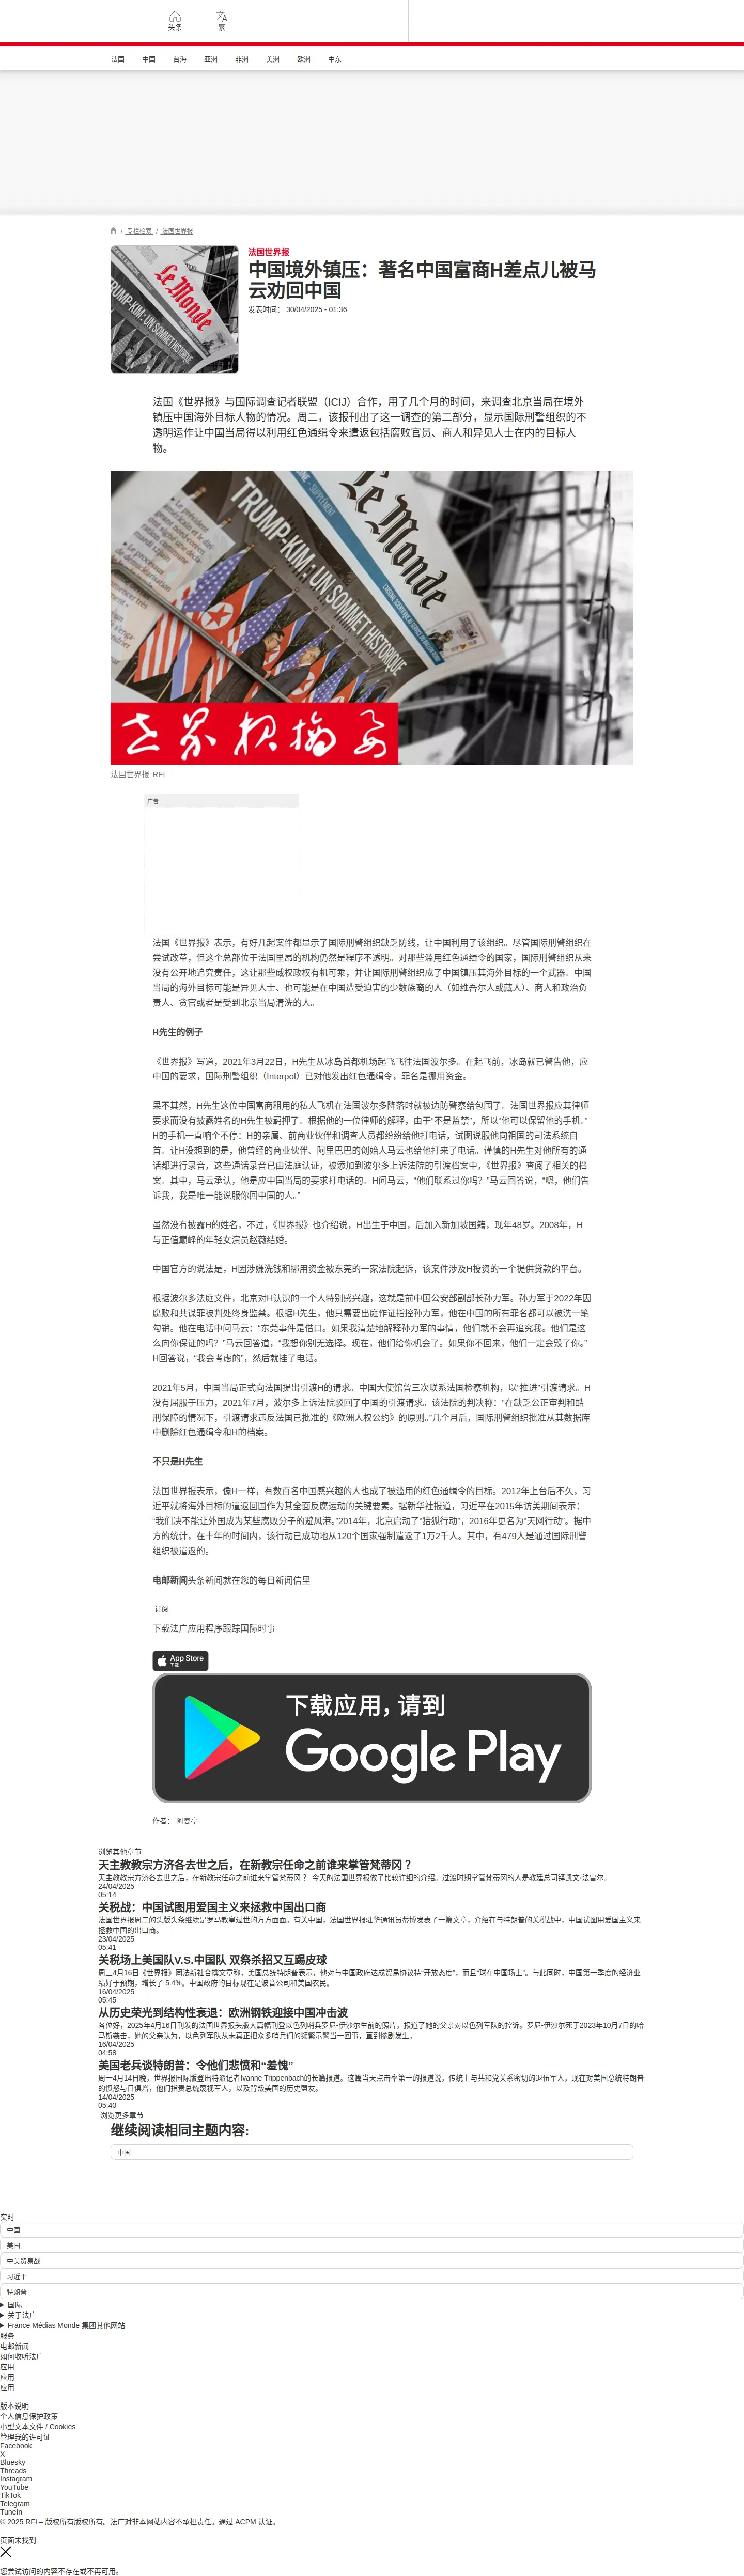 头条
繁
法国 中国 台海 亚洲 非洲 美洲 欧洲 中东
/ 专栏检索 / 法国世界报
Le Monde
TRUMP-KIM : UN SOMMET HISTORIQUE
法国世界报
中国境外镇压：著名中国富商H差点儿被马
云劝回中国
发表时间： 30/04/2025 - 01:36
法国《世界报》与国际调查记者联盟（ICIJ）合作，用了几个月的时间，来调查北京当局在境外
镇压中国海外目标人物的情况。周二，该报刊出了这一调查的第二部分，显示国际刑警组织的不
透明运作让中国当局得以利用红色通缉令来遣返包括腐败官员、商人和异见人士在内的目标人
物。
Le Monde
TRUMP-KIM : UN SOMMET HISTORIQUE
世界报摘要
法国世界报 RFI
广告
法国《世界报》表示，有好几起案件都显示了国际刑警组织缺乏防线，让中国利用了该组织。尽管国际刑警组织在
尝试改革，但这个总部位于法国里昂的机构仍然是程序不透明。对那些滥用红色通缉令的国家，国际刑警组织从来
没有公开地追究责任，这让那些威权政权有机可乘，并让国际刑警组织成了中国镇压其海外目标的一个武器。中国
当局的海外目标可能是异见人士、也可能是在中国遭受迫害的少数族裔的人（如维吾尔人或藏人）、商人和政治负
责人、贪官或者是受到北京当局清洗的人。
H先生的例子
《世界报》写道，2021年3月22日，H先生从冰岛首都机场起飞飞往法国波尔多。在起飞前，冰岛就已警告他，应
中国的要求，国际刑警组织（Interpol）已对他发出红色通缉令，罪名是挪用资金。
果不其然，H先生这位中国富商租用的私人飞机在法国波尔多降落时就被边防警察给包围了。法国世界报应其律师
要求而没有披露姓名的H先生被羁押了。根据他的一位律师的解释，由于“不是监禁”，所以“他可以保留他的手机。”
H的手机一直响个不停：H的亲属、前商业伙伴和调查人员都纷纷给他打电话，试图说服他向祖国的司法系统自
首。让H没想到的是，他曾经的商业伙伴、阿里巴巴的创始人马云也给他打来了电话。谨慎的H先生对他所有的通
话都进行录音，这些通话录音已由法庭认证，被添加到波尔多上诉法院的引渡档案中，《世界报》查阅了相关的档
案。其中，马云承认，他是应中国当局的要求打电话的。H问马云，“他们联系过你吗？”马云回答说，“嗯，他们告
诉我，我是唯一能说服你回中国的人。”
虽然没有披露H的姓名，不过，《世界报》也介绍说，H出生于中国，后加入新加坡国籍，现年48岁。2008年，H
与正值巅峰的年轻女演员赵薇结婚。
中国官方的说法是，H因涉嫌洗钱和挪用资金被东莞的一家法院起诉，该案件涉及H投资的一个提供贷款的平台。
根据波尔多法庭文件，北京对H认识的一个人特别感兴趣，这就是前中国公安部副部长孙力军。孙力军于2022年因
腐败和共谋罪被判处终身监禁。根据H先生，他只需要出庭作证指控孙力军，他在中国的所有罪名都可以被洗一笔
勾销。他在电话中问马云：“东莞事件是借口。如果我清楚地解释孙力军的事情，他们就不会再追究我。他们是这
么向你保证的吗？”马云回答道，“我想你别无选择。现在，他们给你机会了。如果你不回来，他们一定会毁了你。”
H回答说，“我会考虑的”，然后就挂了电话。
2021年5月，中国当局正式向法国提出引渡H的请求。中国大使馆曾三次联系法国检察机构，以“推进”引渡请求。H
没有屈服于压力，2021年7月，波尔多上诉法院驳回了中国的引渡请求。该法院的判决称：“在缺乏公正审判和酷
刑保障的情况下，引渡请求违反法国已批准的《欧洲人权公约》的原则。”几个月后，国际刑警组织批准从其数据库
中删除红色通缉令和H的档案。
不只是H先生
法国世界报表示，像H一样，有数百名中国感兴趣的人也成了被滥用的红色通缉令的目标。2012年上台后不久，习
近平就将海外目标的遣返回国作为其全面反腐运动的关键要素。据新华社报道，习近平在2015年访美期间表示：
“我们决不能让外国成为某些腐败分子的避风港。”2014年，北京启动了“猎狐行动”，2016年更名为“天网行动”。据中
方的统计，在十年的时间内，该行动已成功地从120个国家强制遣返了1万2千人。其中，有479人是通过国际刑警
组织被遣返的。
电邮新闻头条新闻就在您的每日新闻信里
订阅
下载法广应用程序跟踪国际时事
App Store
下载
下载应用，请到
Google Play
作者： 阿曼亭
浏览其他章节
天主教教宗方济各去世之后，在新教宗任命之前谁来掌管梵蒂冈？
天主教教宗方济各去世之后，在新教宗任命之前谁来掌管梵蒂冈？ 今天的法国世界报做了比较详细的介绍。过渡时期掌管梵蒂冈的人是教廷总司铎凯文·法雷尔。
24/04/2025
05:14
关税战：中国试图用爱国主义来拯救中国出口商
法国世界报周二的头版头条继续是罗马教皇过世的方方面面。有关中国，法国世界报驻华通讯员蒂博发表了一篇文章，介绍在与特朗普的关税战中，中国试图用爱国主义来
拯救中国的出口商。
23/04/2025
05:41
关税场上美国队V.S.中国队 双祭杀招又互踢皮球
周三4月16日《世界报》同法新社合撰文章称，美国总统特朗普表示，他对与中国政府达成贸易协议持“开放态度”，而且“球在中国场上”。与此同时，中国第一季度的经济业
绩好于预期，增长了 5.4%。中国政府的目标现在是波音公司和美国农民。
16/04/2025
05:45
从历史荣光到结构性衰退：欧洲钢铁迎接中国冲击波
各位好，2025年4月16日刊发的法国世界报头版大篇幅刊登以色列哨兵罗尼-伊沙尔生前的照片，报道了她的父亲对以色列军队的控诉。罗尼-伊沙尔死于2023年10月7日的哈
马斯袭击，她的父亲认为，以色列军队从未真正把众多哨兵们的频繁示警当一回事，直到惨剧发生。
16/04/2025
04:58
美国老兵谈特朗普：令他们悲愤和“羞愧”
周一4月14日晚，世界报国际版登出特派记者Ivanne Trippenbach的长篇报道。这篇当天点击率第一的报道说，传统上与共和党关系密切的退伍军人，现在对美国总统特朗普
的愤怒与日俱增，他们指责总统蔑视军人，以及背叛美国的历史盟友。
14/04/2025
05:40
浏览更多章节
继续阅读相同主题内容:
中国
实时
中国
美国
中美贸易战
习近平
特朗普
国际
关于法广
France Médias Monde 集团其他网站
服务
电邮新闻
如何收听法广
应用
应用
应用
版本说明
个人信息保护政策
小型文本文件 / Cookies
管理我的许可证
Facebook
X
Bluesky
Threads
Instagram
YouTube
TikTok
Telegram
TuneIn
© 2025 RFI – 版权所有版权所有。法广对非本网站内容不承担责任。通过 ACPM 认证。
页面未找到
您尝试访问的内容不存在或不再可用。